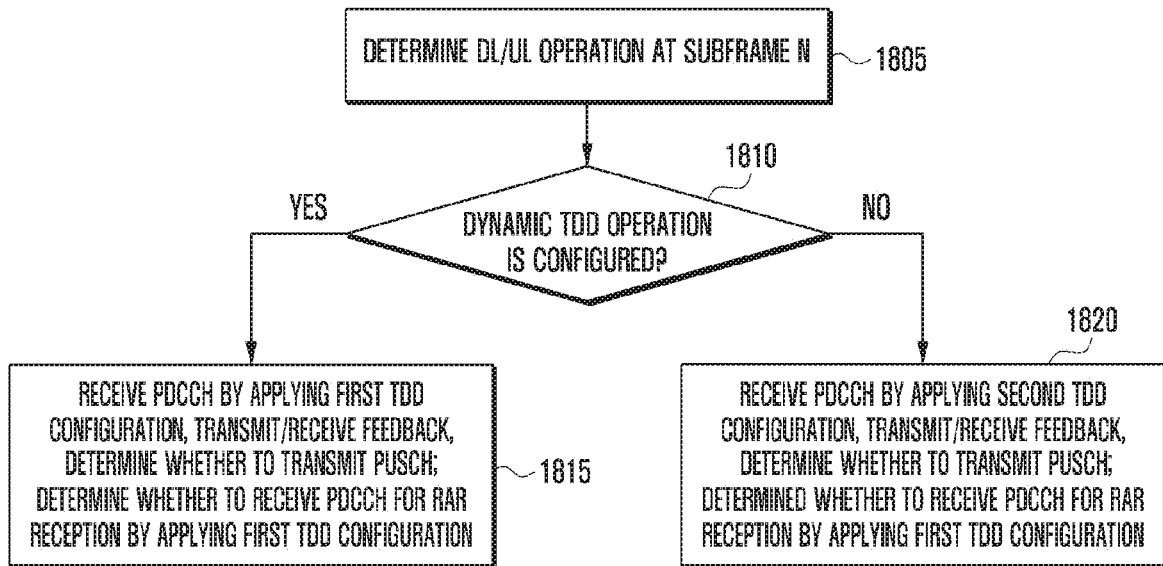 DETERMINE DL/UL OPERATION AT SUBFRAME N
1805
1810
YES
NO
DYNAMIC TDD OPERATION
IS CONFIGURED?
1820
RECEIVE PDCCH BY APPLYING FIRST TDD
CONFIGURATION, TRANSMIT/RECEIVE FEEDBACK,
DETERMINE WHETHER TO TRANSMIT PUSCH;
DETERMINE WHETHER TO RECEIVE PDCCH FOR RAR
RECEPTION BY APPLYING FIRST TDD CONFIGURATION
1815
RECEIVE PDCCH BY APPLYING SECOND TDD
CONFIGURATION, TRANSMIT/RECEIVE FEEDBACK,
DETERMINE WHETHER TO TRANSMIT PUSCH;
DETERMINED WHETHER TO RECEIVE PDCCH FOR RAR
RECEPTION BY APPLYING FIRST TDD CONFIGURATION